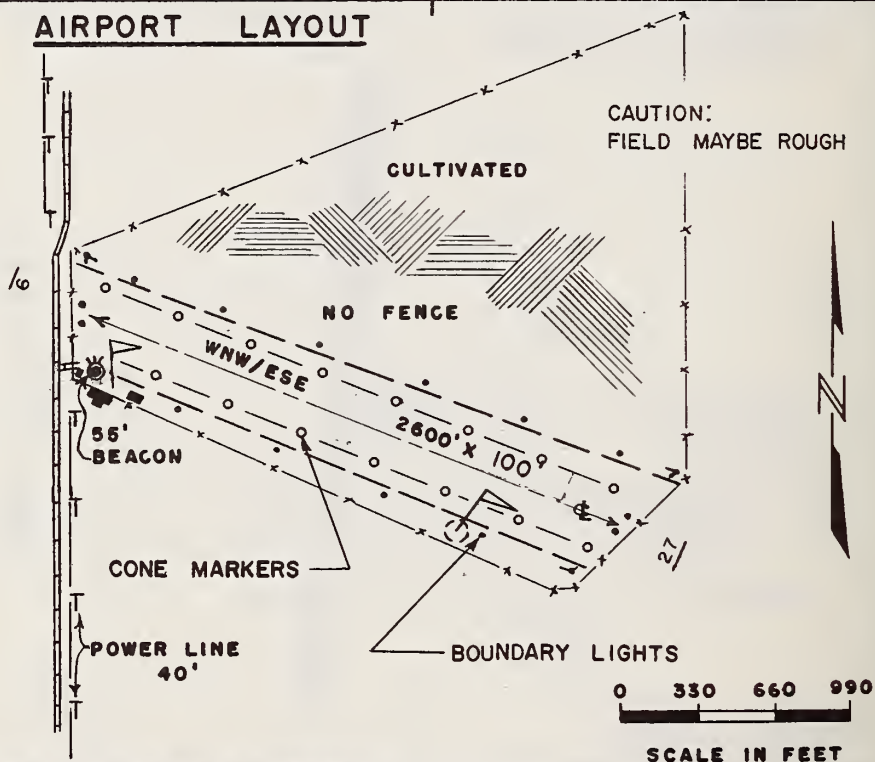 AIRPORT LAYOUT
CAUTION:
FIELD MAYBE ROUGH
CULTIVATED
16
NO FENCE
WNW/ESE
2600' X 100'
N
55'
BEACON
27
CONE MARKERS
POWER LINE
40'
BOUNDARY LIGHTS
0 330 660 990
SCALE IN FEET